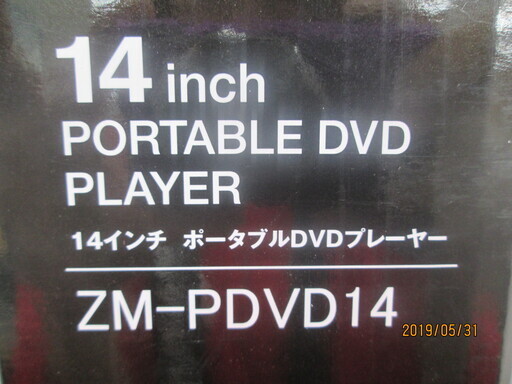 14 inch
PORTABLE DVD
PLAYER
14インチ ポータブルDVDプレーヤー
ZM-PDVD14
2019/05/31